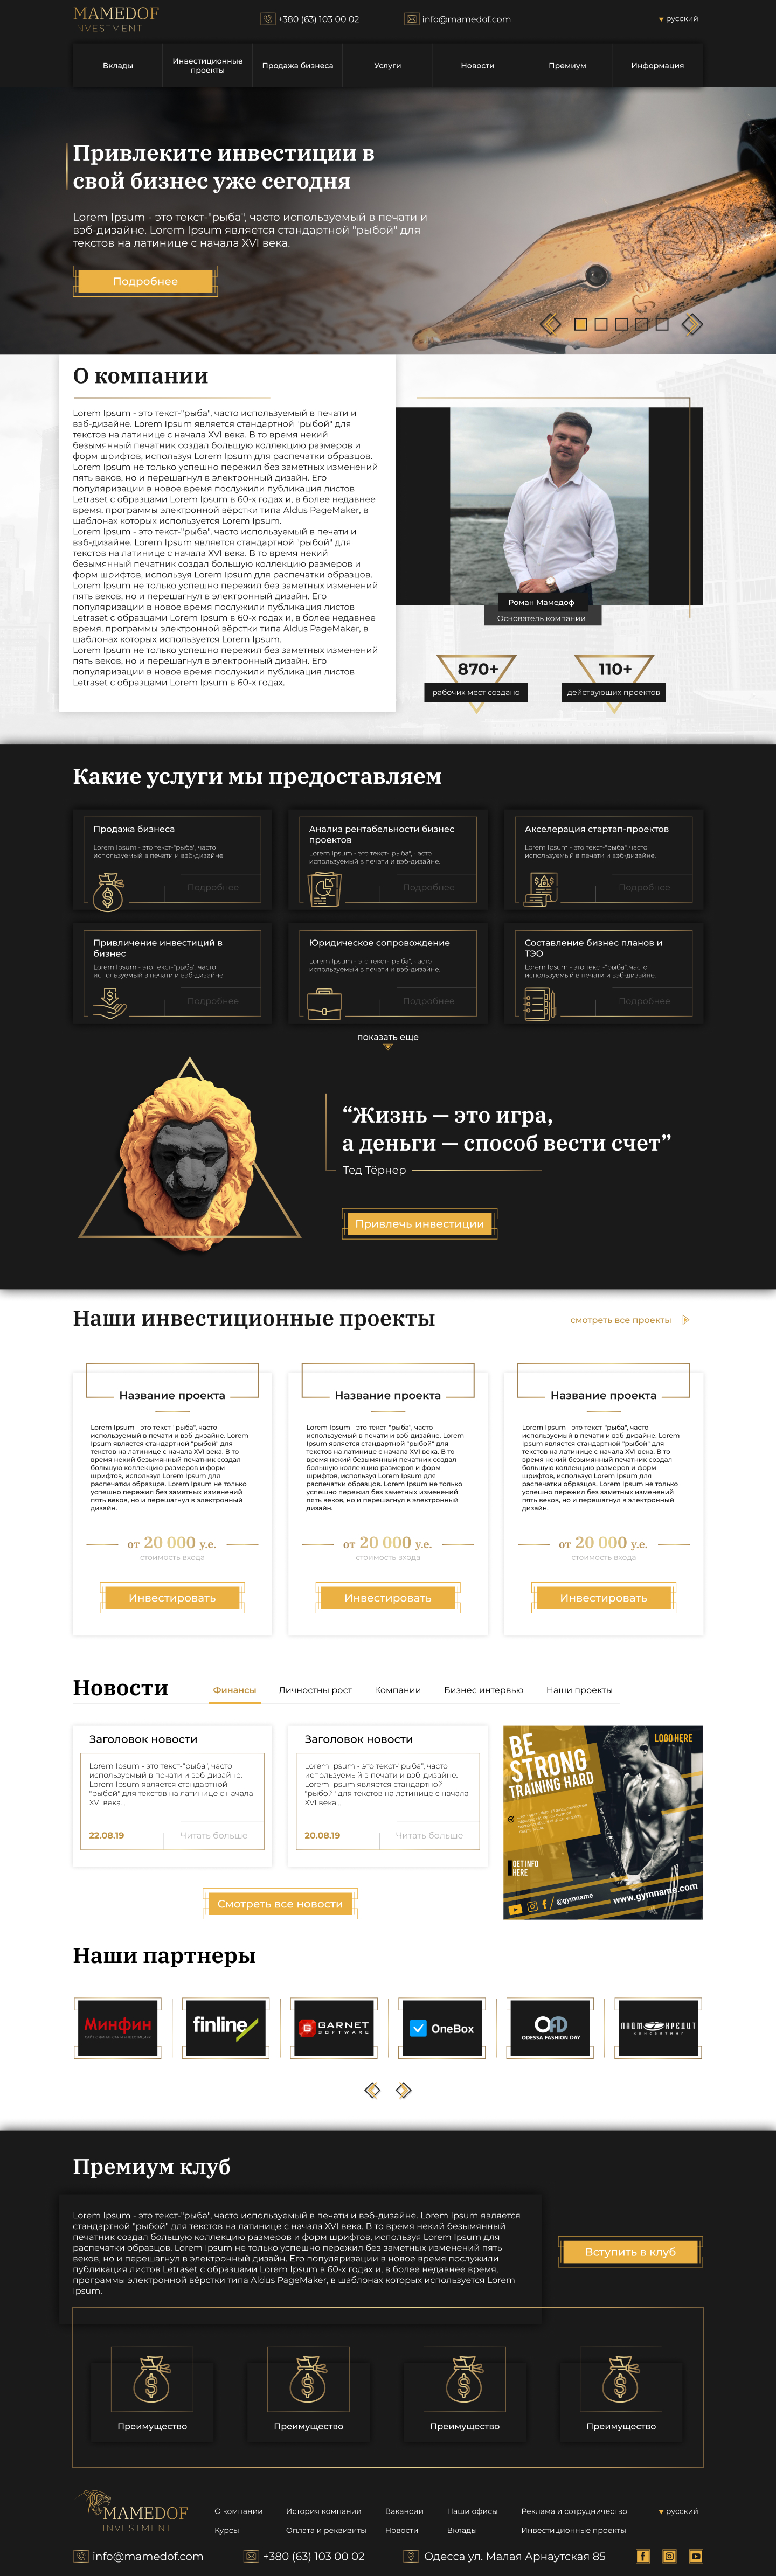 MAMEDOF
INVESTMENT
+380 (63) 103 00 02
info@mamedof.com
русский
Вклады
Инвестиционные
проекты
Продажа бизнеса
Услуги
Новости
Премиум
Информация
Привлеките инвестиции в
свой бизнес уже сегодня
Lorem Ipsum - это текст-"рыба", часто используемый в печати и
вэб-дизайне. Lorem Ipsum является стандартной "рыбой" для
текстов на латинице с начала XVI века.
Подробнее
О компании
Lorem Ipsum - это текст-"рыба", часто используемый в печати и
вэб-дизайне. Lorem Ipsum является стандартной "рыбой" для
текстов на латинице с начала XVI века. В то время некий
безымянный печатник создал большую коллекцию размеров и
форм шрифтов, используя Lorem Ipsum для распечатки образцов.
Lorem Ipsum не только успешно пережил без заметных изменений
пять веков, но и перешагнул в электронный дизайн. Его
популяризации в новое время послужили публикация листов
Letraset с образцами Lorem Ipsum в 60-х годах и, в более недавнее
время, программы электронной вёрстки типа Aldus PageMaker, в
шаблонах которых используется Lorem Ipsum.
Lorem Ipsum - это текст-"рыба", часто используемый в печати и
вэб-дизайне. Lorem Ipsum является стандартной "рыбой" для
текстов на латинице с начала XVI века. В то время некий
безымянный печатник создал большую коллекцию размеров и
форм шрифтов, используя Lorem Ipsum для распечатки образцов.
Lorem Ipsum не только успешно пережил без заметных изменений
пять веков, но и перешагнул в электронный дизайн. Его
популяризации в новое время послужили публикация листов
Letraset с образцами Lorem Ipsum в 60-х годах и, в более недавнее
время, программы электронной вёрстки типа Aldus PageMaker, в
шаблонах которых используется Lorem Ipsum.
Lorem Ipsum не только успешно пережил без заметных изменений
пять веков, но и перешагнул в электронный дизайн. Его
популяризации в новое время послужили публикация листов
Letraset с образцами Lorem Ipsum в 60-х годах.
Роман Мамедоф
Основатель компании
870+
рабочих мест создано
110+
действующих проектов
Какие услуги мы предоставляем
Продажа бизнеса
Lorem Ipsum - это текст-"рыба", часто
используемый в печати и вэб-дизайне.
Подробнее
Анализ рентабельности бизнес
проектов
Lorem Ipsum - это текст-"рыба", часто
используемый в печати и вэб-дизайне.
Подробнее
Акселерация стартап-проектов
Lorem Ipsum - это текст-"рыба", часто
используемый в печати и вэб-дизайне.
Подробнее
Привличение инвестиций в
бизнес
Lorem Ipsum - это текст-"рыба", часто
используемый в печати и вэб-дизайне.
Подробнее
Юридическое сопровождение
Lorem Ipsum - это текст-"рыба", часто
используемый в печати и вэб-дизайне.
Подробнее
Составление бизнес планов и
ТЭО
Lorem Ipsum - это текст-"рыба", часто
используемый в печати и вэб-дизайне.
Подробнее
показать еще
“Жизнь — это игра,
а деньги — способ вести счет”
Тед Тёрнер
Привлечь инвестиции
Наши инвестиционные проекты
смотреть все проекты
Название проекта
Lorem Ipsum - это текст-"рыба", часто
используемый в печати и вэб-дизайне. Lorem
Ipsum является стандартной "рыбой" для
текстов на латинице с начала XVI века. В то
время некий безымянный печатник создал
большую коллекцию размеров и форм
шрифтов, используя Lorem Ipsum для
распечатки образцов. Lorem Ipsum не только
успешно пережил без заметных изменений
пять веков, но и перешагнул в электронный
дизайн.
от 20 000 у.е.
стоимость входа
Инвестировать
Название проекта
Lorem Ipsum - это текст-"рыба", часто
используемый в печати и вэб-дизайне. Lorem
Ipsum является стандартной "рыбой" для
текстов на латинице с начала XVI века. В то
время некий безымянный печатник создал
большую коллекцию размеров и форм
шрифтов, используя Lorem Ipsum для
распечатки образцов. Lorem Ipsum не только
успешно пережил без заметных изменений
пять веков, но и перешагнул в электронный
дизайн.
от 20 000 у.е.
стоимость входа
Инвестировать
Название проекта
Lorem Ipsum - это текст-"рыба", часто
используемый в печати и вэб-дизайне. Lorem
Ipsum является стандартной "рыбой" для
текстов на латинице с начала XVI века. В то
время некий безымянный печатник создал
большую коллекцию размеров и форм
шрифтов, используя Lorem Ipsum для
распечатки образцов. Lorem Ipsum не только
успешно пережил без заметных изменений
пять веков, но и перешагнул в электронный
дизайн.
от 20 000 у.е.
стоимость входа
Инвестировать
Новости
Финансы
Личностны рост
Компании
Бизнес интервью
Наши проекты
Заголовок новости
Lorem Ipsum - это текст-"рыба", часто
используемый в печати и вэб-дизайне.
Lorem Ipsum является стандартной
"рыбой" для текстов на латинице с начала
XVI века...
22.08.19
Читать больше
Заголовок новости
Lorem Ipsum - это текст-"рыба", часто
используемый в печати и вэб-дизайне.
Lorem Ipsum является стандартной
"рыбой" для текстов на латинице с начала
XVI века...
20.08.19
Читать больше
LOGO HERE
BE
STRONG
TRAINING HARD
GET INFO
HERE
@gymname
www.gymname.com
Смотреть все новости
Наши партнеры
Минфин
finline
GARNET
SOFTWARE
OneBox
OFD
ODESSA FASHION DAY
ЛАЙТ КРЕДИТ
КОНСАЛТИНГ
Премиум клуб
Lorem Ipsum - это текст-"рыба", часто используемый в печати и вэб-дизайне. Lorem Ipsum является
стандартной "рыбой" для текстов на латинице с начала XVI века. В то время некий безымянный
печатник создал большую коллекцию размеров и форм шрифтов, используя Lorem Ipsum для
распечатки образцов. Lorem Ipsum не только успешно пережил без заметных изменений пять
веков, но и перешагнул в электронный дизайн. Его популяризации в новое время послужили
публикация листов Letraset с образцами Lorem Ipsum в 60-х годах и, в более недавнее время,
программы электронной вёрстки типа Aldus PageMaker, в шаблонах которых используется Lorem
Ipsum.
Вступить в клуб
Преимущество
Преимущество
Преимущество
Преимущество
MAMEDOF
INVESTMENT
О компании
История компании
Вакансии
Наши офисы
Реклама и сотрудничество
русский
Курсы
Оплата и реквизиты
Новости
Вклады
Инвестиционные проекты
info@mamedof.com
+380 (63) 103 00 02
Одесса ул. Малая Арнаутская 85